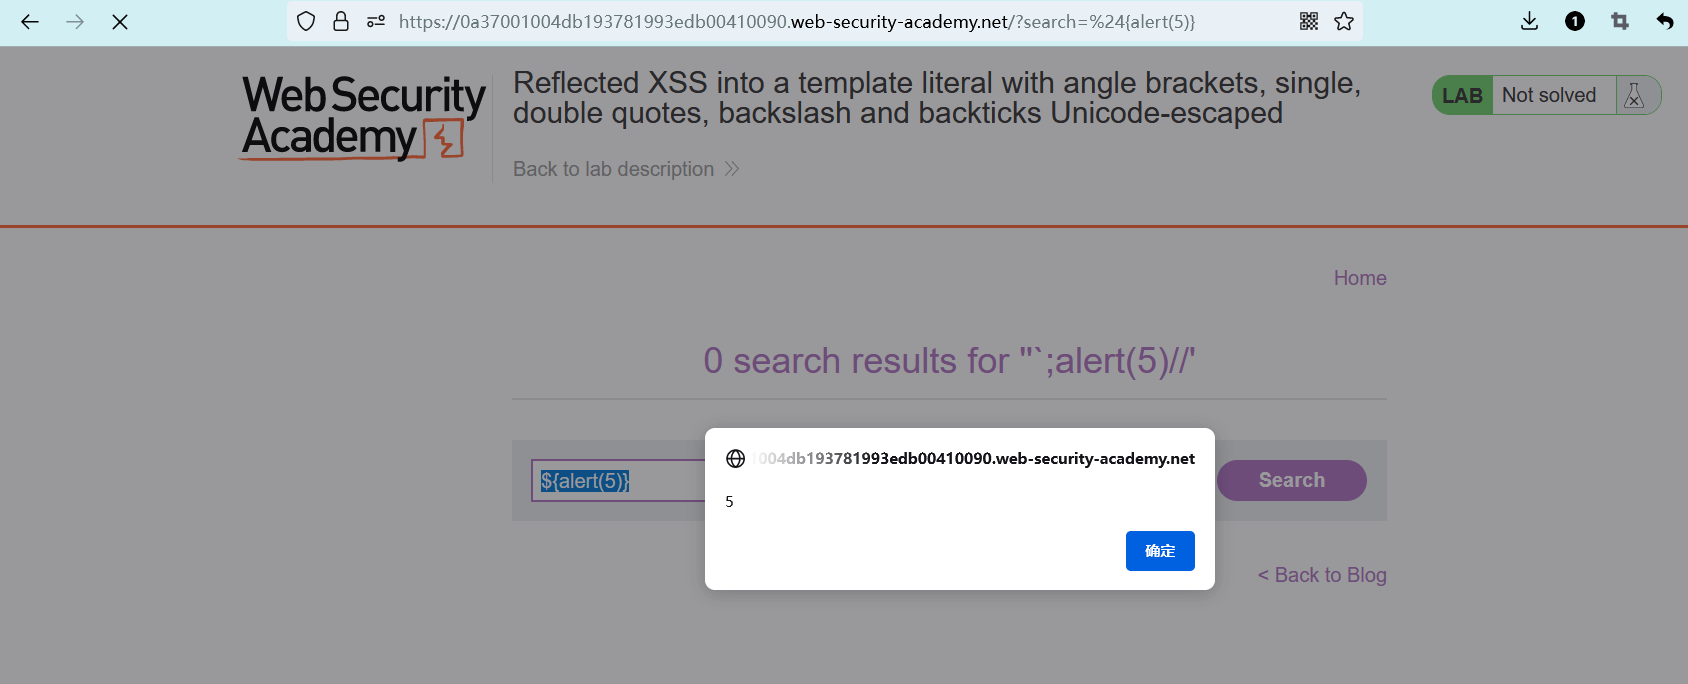 https://0a37001004db193781993edb00410090.web-security-academy.net/?search=%24{alert(5)}
1
Web Security
Academy
Reflected XSS into a template literal with angle brackets, single,
double quotes, backslash and backticks Unicode-escaped
Back to lab description
LAB Not solved
Home
0 search results for "`;alert(5)//'
004db193781993edb00410090.web-security-academy.net
5
确定
${alert(5)}
Search
< Back to Blog